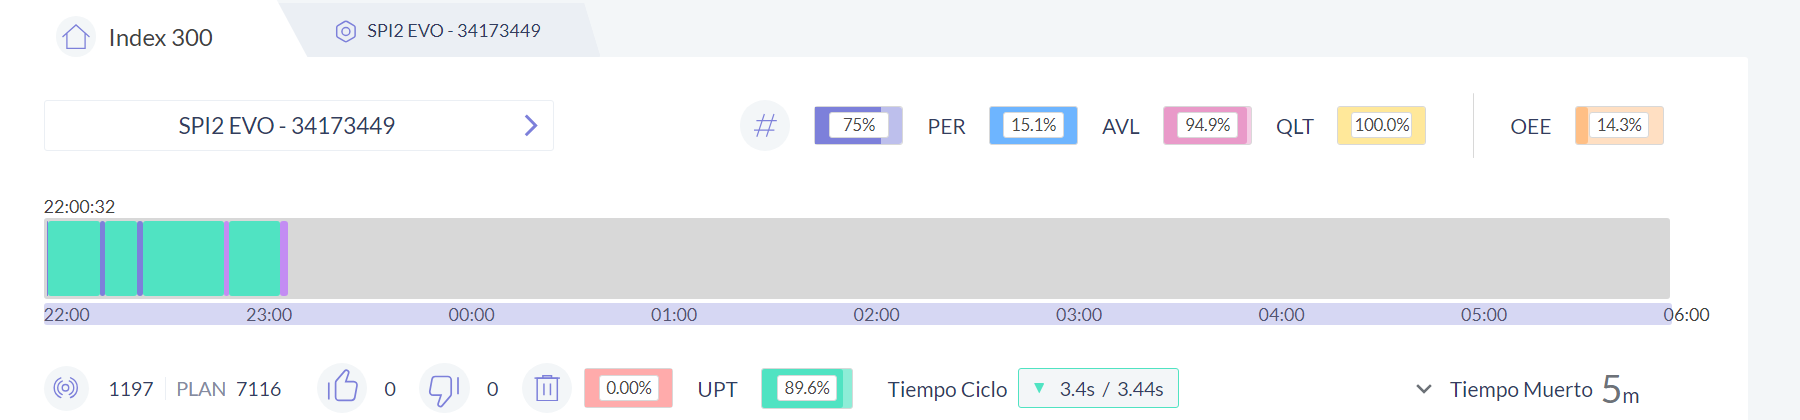 Index 300
SPI2 EVO - 34173449
SPI2 EVO - 34173449
# 75% PER 15.1% AVL 94.9% QLT 100.0% OEE 14.3%
22:00:32
22:00 23:00 00:00 01:00 02:00 03:00 04:00 05:00 06:00
1197 PLAN 7116 0 0 0.00% UPT 89.6% Tiempo Ciclo ▼ 3.4s / 3.44s Tiempo Muerto 5m